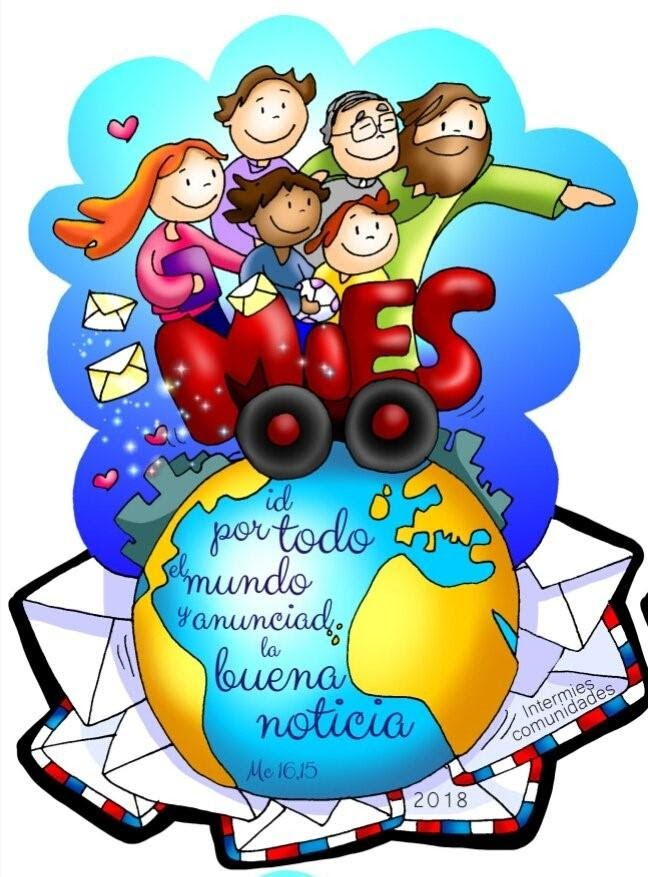 MIES
id
por todo
el mundo
y anunciad
la
buena
noticia
Mc 16,15
Intermies
comunidades
2018